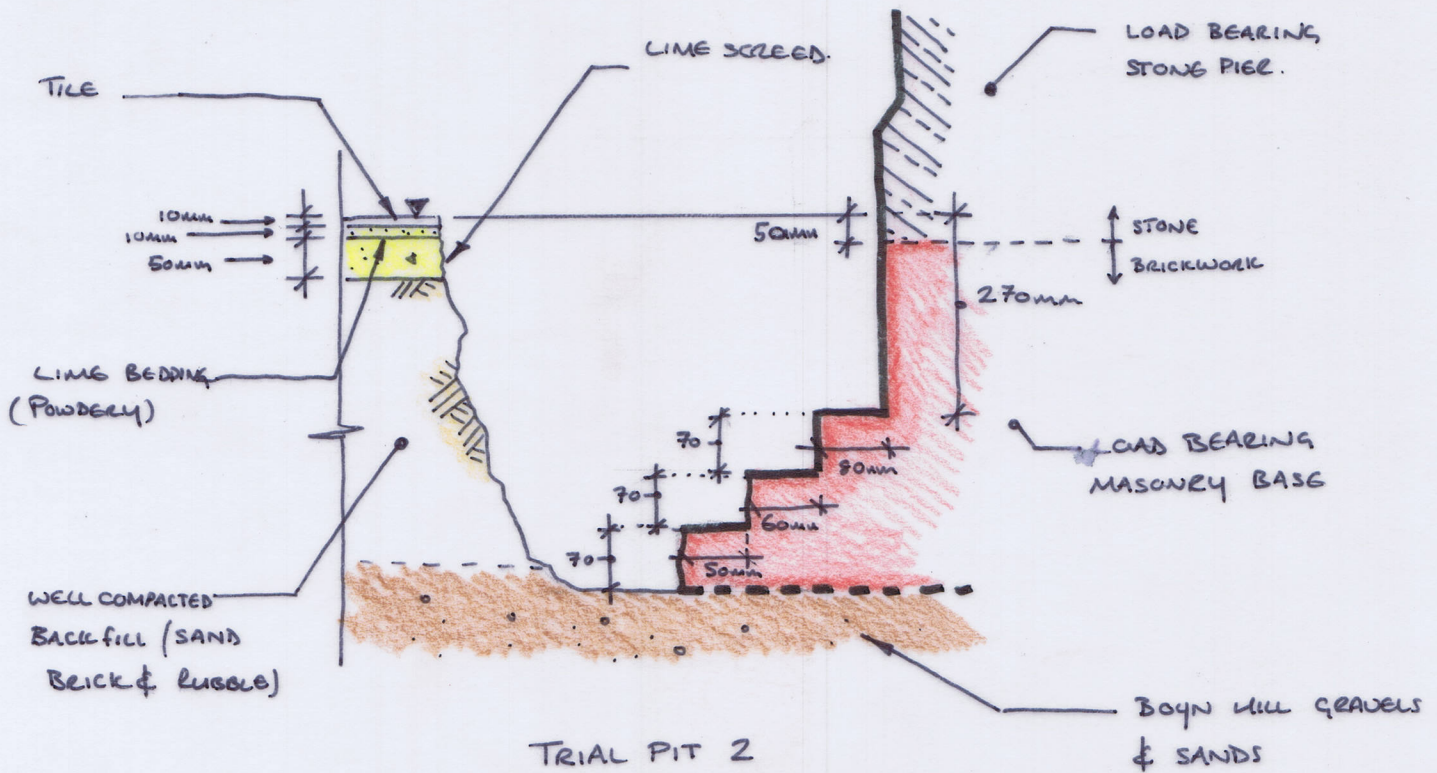 LIME SCREED.
LOAD BEARING
STONE PIER.
TILE
10mm
10mm
50mm
50mm
STONE
BRICKWORK
270mm
LIME BEDDING
(POWDERY)
70
80mm
LOAD BEARING
MASONRY BASE
70
60mm
70
50mm
WELL COMPACTED
BACKFILL (SAND
BRICK & RUBBLE)
BOYN HILL GRAVELS
& SANDS
TRIAL PIT 2